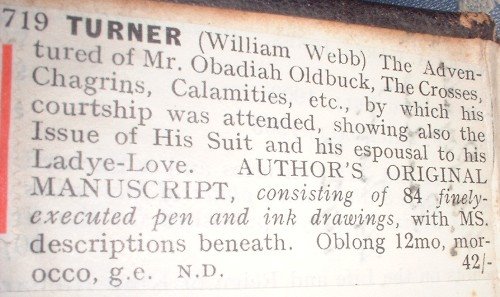 719 TURNER (William Webb) The Adven-
tured of Mr. Obadiah Oldbuck, The Crosses,
Chagrins, Calamities, etc., by which his
courtship was attended, showing also the
Issue of His Suit and his espousal to his
Ladye-Love. AUTHOR'S ORIGINAL
MANUSCRIPT, consisting of 84 finely-
executed pen and ink drawings, with MS.
descriptions beneath. Oblong 12mo, mor-
occo, g.e. N.D. 42/-